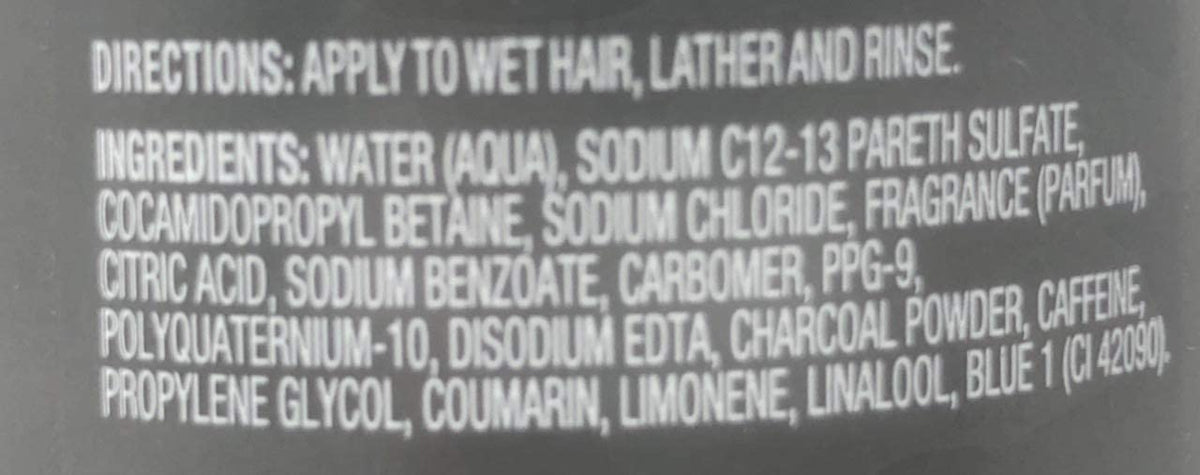 DIRECTIONS: APPLY TO WET HAIR, LATHER AND RINSE.
INGREDIENTS: WATER (AQUA), SODIUM C12-13 PARETH SULFATE,
COCAMIDOPROPYL BETAINE, SODIUM CHLORIDE, FRAGRANCE (PARFUM),
CITRIC ACID, SODIUM BENZOATE, CARBOMER, PPG-9,
POLYQUATERNIUM-10, DISODIUM EDTA, CHARCOAL POWDER, CAFFEINE,
PROPYLENE GLYCOL, COUMARIN, LIMONENE, LINALOOL, BLUE 1 (CI 42090).